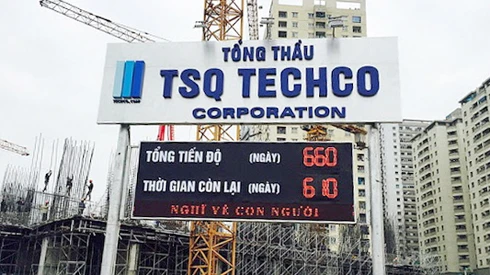 TỔNG THẦU
TSQ TECHCO
CORPORATION
TỔNG TIẾN ĐỘ (NGÀY) 660
THỜI GIAN CÒN LẠI (NGÀY) 610
NGHĨ VỀ CON NGƯỜI